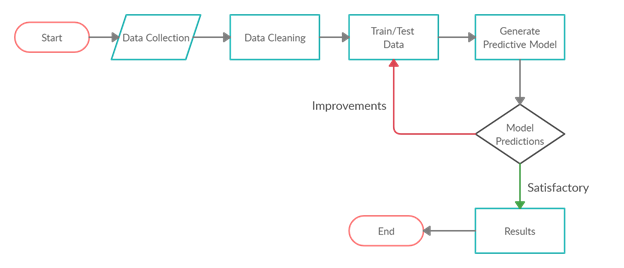 Start
Data Collection
Data Cleaning
Train/Test
Data
Generate
Predictive Model
Improvements
Model
Predictions
Satisfactory
End
Results